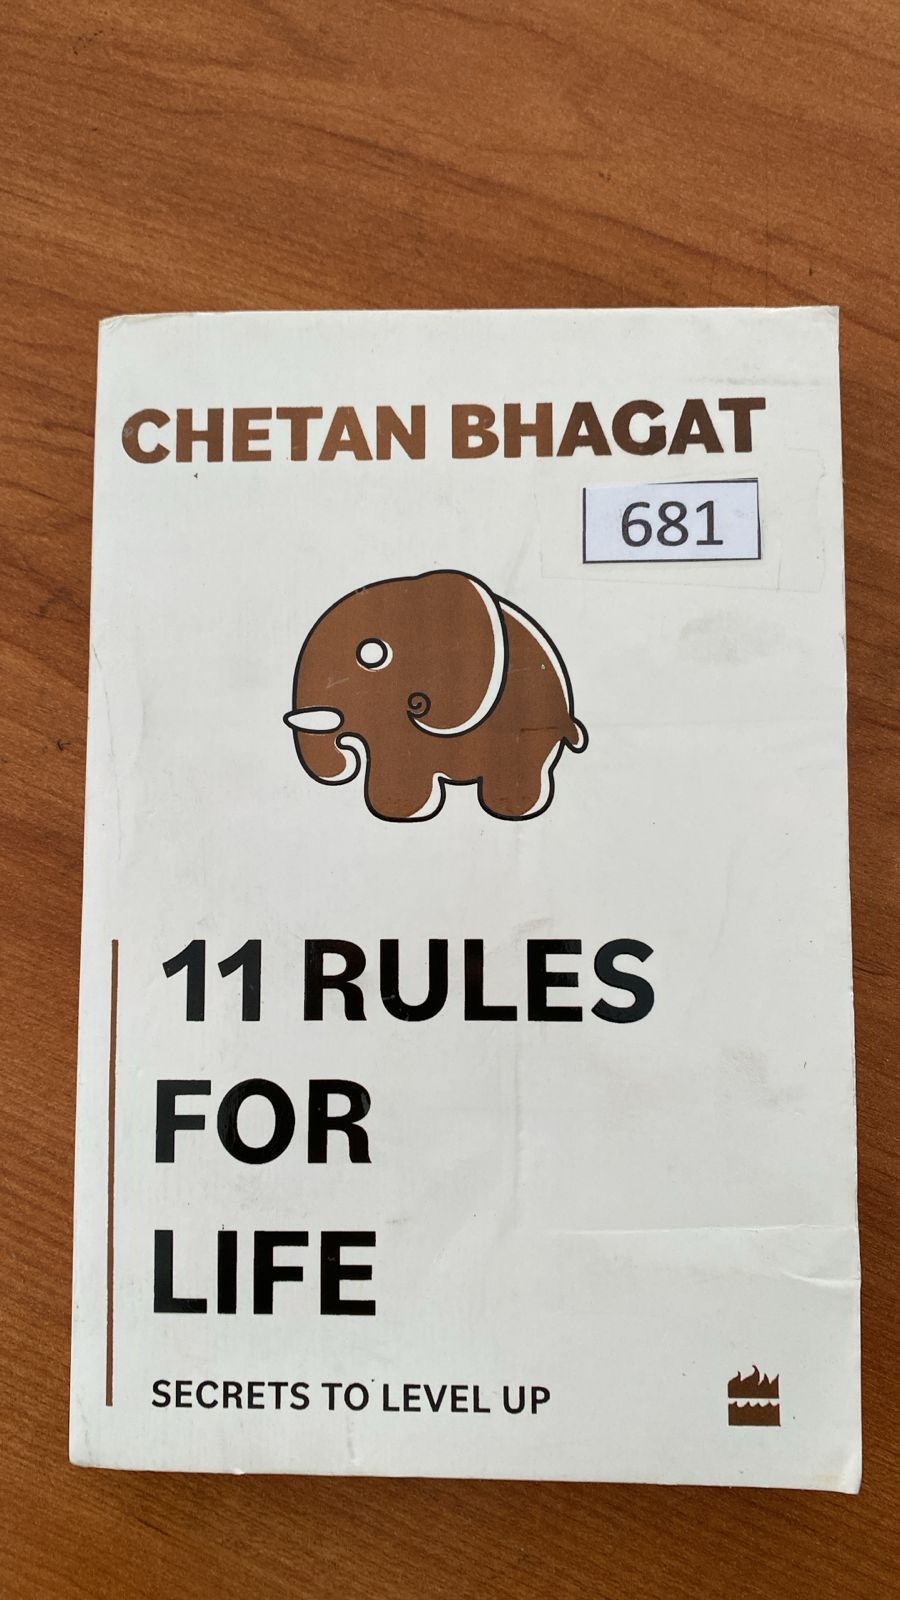 CHETAN BHAGAT
681
11 RULES
FOR
LIFE
SECRETS TO LEVEL UP